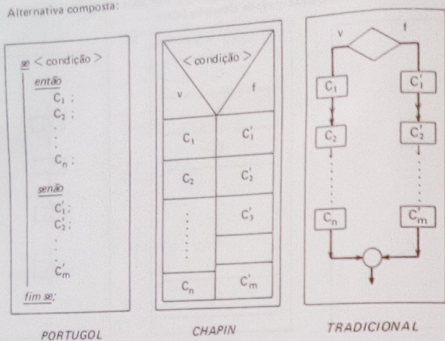 Alternativa composta:
se < condição >
então
C₁ ;
C₂ ;
.
.
.
Cₙ ;
senão
C'₁ ;
C'₂ ;
.
.
.
C'ₘ
fim se;
PORTUGOL
< condição >
v f
C₁ C'₁
C₂ C'₂
C'₃
Cₙ C'ₘ
CHAPIN
v f
C₁ C'₁
C₂ C'₂
Cₙ C'ₘ
TRADICIONAL